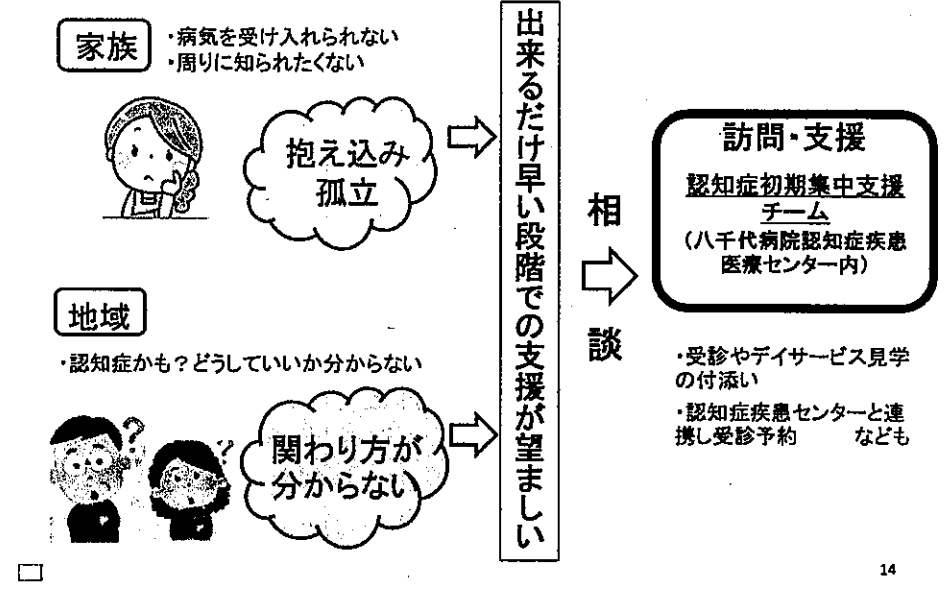 家族
・病気を受け入れられない
・周りに知られたくない
抱え込み
孤立
地域
・認知症かも？どうしていいか分からない
?
?
関わり方が
分からない
出来るだけ早い段階での支援が望ましい
相
談
訪問・支援
認知症初期集中支援
チーム
（八千代病院認知症疾患
医療センター内）
・受診やデイサービス見学
の付添い
・認知症疾患センターと連
携し受診予約　　　なども
14